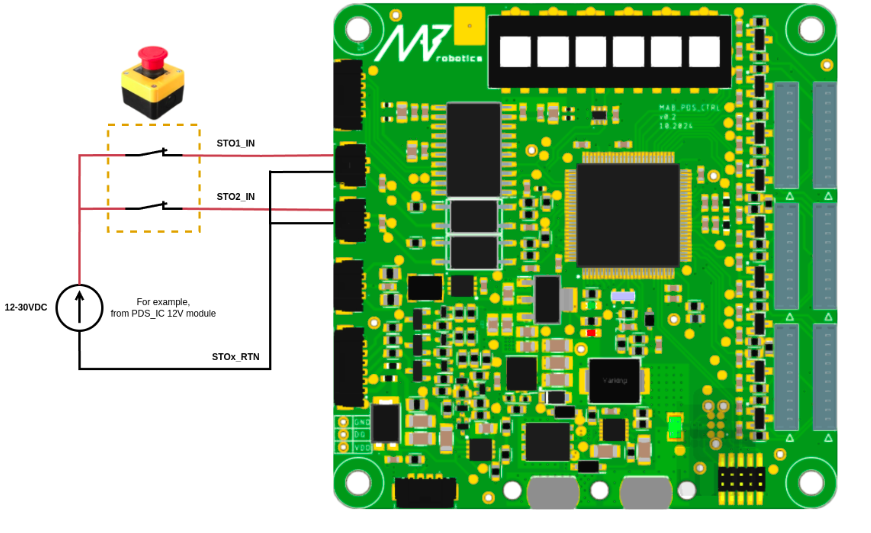 robotics
MAB_PDS_CTRL
v0.2
10.2024
STO1_IN
STO2_IN
12-30VDC
For example,
from PDS_IC 12V module
STOx_RTN
GND
DG
VDD